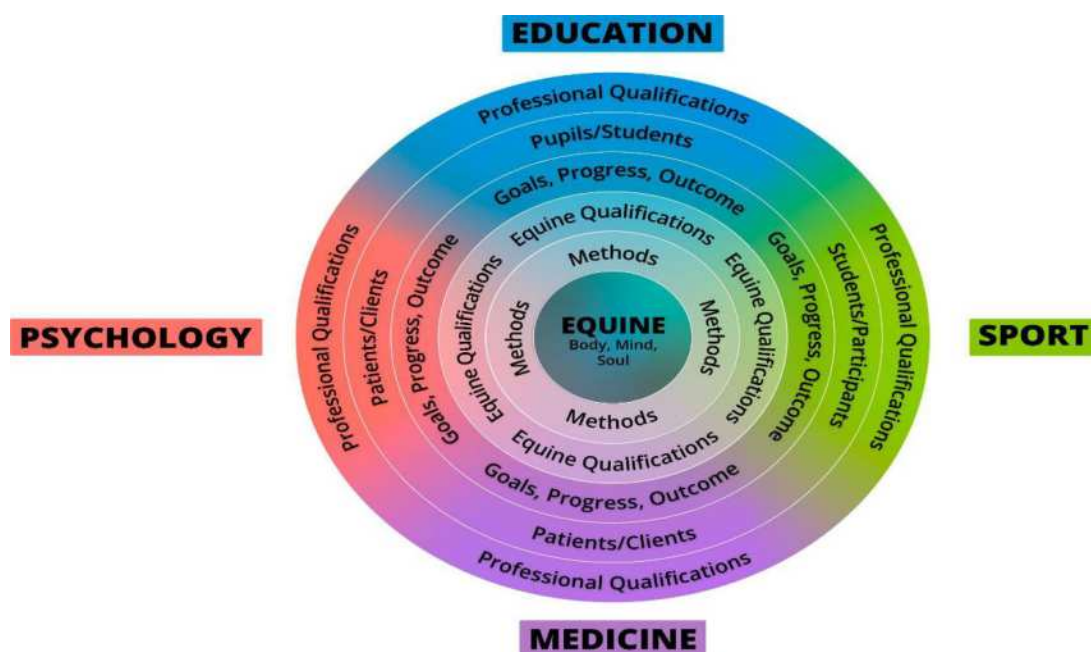 EDUCATION
Professional Qualifications
Pupils/Students
Goals, Progress, Outcome
Equine Qualifications
Methods
PSYCHOLOGY
Professional Qualifications
Patients/Clients
Goals, Progress, Outcome
Equine Qualifications
Methods
EQUINE
Body, Mind,
Soul
Methods
Equine Qualifications
Goals, Progress, Outcome
Students/Participants
Professional Qualifications
SPORT
Methods
Equine Qualifications
Goals, Progress, Outcome
Patients/Clients
Professional Qualifications
MEDICINE